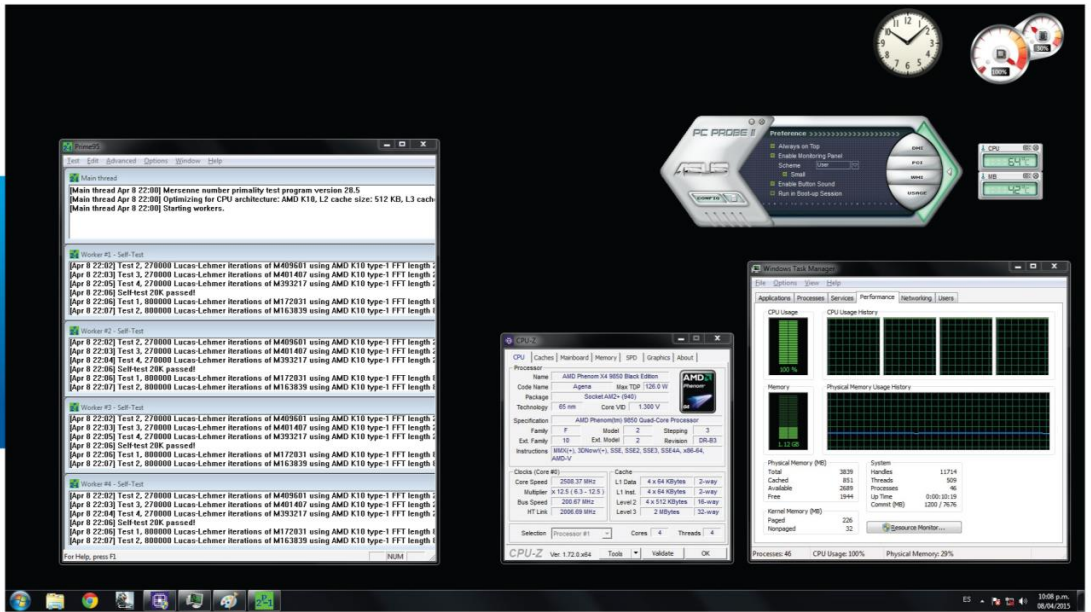 12
11
1
10
2
9
3
8
4
7
5
6
100%
30%
PC PROBE II
Preference >>>>>>>>>>>>>>>>>>>
Always on Top
Enable Monitoring Panel
Scheme User
Small
Enable Button Sound
Run in Boot-up Session
CONFIG
DMI
PCI
WMI
USAGE
CPU
64°C
MB
42°C
Prime95
Test Edit Advanced Options Window Help
Main thread
[Main thread Apr 8 22:00] Mersenne number primality test program version 28.5
[Main thread Apr 8 22:00] Optimizing for CPU architecture: AMD K10, L2 cache size: 512 KB, L3 cach
[Main thread Apr 8 22:00] Starting workers.
Worker #1 - Self-Test
[Apr 8 22:02] Test 2, 270000 Lucas-Lehmer iterations of M409601 using AMD K10 type-1 FFT length
[Apr 8 22:03] Test 3, 270000 Lucas-Lehmer iterations of M401407 using AMD K10 type-1 FFT length
[Apr 8 22:05] Test 4, 270000 Lucas-Lehmer iterations of M393217 using AMD K10 type-1 FFT length
[Apr 8 22:06] Self-test 20K passed!
[Apr 8 22:06] Test 1, 800000 Lucas-Lehmer iterations of M172031 using AMD K10 type-1 FFT length
[Apr 8 22:07] Test 2, 800000 Lucas-Lehmer iterations of M163839 using AMD K10 type-1 FFT length
Worker #2 - Self-Test
[Apr 8 22:02] Test 2, 270000 Lucas-Lehmer iterations of M409601 using AMD K10 type-1 FFT length
[Apr 8 22:03] Test 3, 270000 Lucas-Lehmer iterations of M401407 using AMD K10 type-1 FFT length
[Apr 8 22:04] Test 4, 270000 Lucas-Lehmer iterations of M393217 using AMD K10 type-1 FFT length
[Apr 8 22:06] Self-test 20K passed!
[Apr 8 22:06] Test 1, 800000 Lucas-Lehmer iterations of M172031 using AMD K10 type-1 FFT length
[Apr 8 22:07] Test 2, 800000 Lucas-Lehmer iterations of M163839 using AMD K10 type-1 FFT length
Worker #3 - Self-Test
[Apr 8 22:02] Test 2, 270000 Lucas-Lehmer iterations of M409601 using AMD K10 type-1 FFT length
[Apr 8 22:03] Test 3, 270000 Lucas-Lehmer iterations of M401407 using AMD K10 type-1 FFT length
[Apr 8 22:05] Test 4, 270000 Lucas-Lehmer iterations of M393217 using AMD K10 type-1 FFT length
[Apr 8 22:06] Self-test 20K passed!
[Apr 8 22:06] Test 1, 800000 Lucas-Lehmer iterations of M172031 using AMD K10 type-1 FFT length
[Apr 8 22:07] Test 2, 800000 Lucas-Lehmer iterations of M163839 using AMD K10 type-1 FFT length
Worker #4 - Self-Test
[Apr 8 22:02] Test 2, 270000 Lucas-Lehmer iterations of M409601 using AMD K10 type-1 FFT length
[Apr 8 22:03] Test 3, 270000 Lucas-Lehmer iterations of M401407 using AMD K10 type-1 FFT length
[Apr 8 22:04] Test 4, 270000 Lucas-Lehmer iterations of M393217 using AMD K10 type-1 FFT length
[Apr 8 22:06] Self-test 20K passed!
[Apr 8 22:06] Test 1, 800000 Lucas-Lehmer iterations of M172031 using AMD K10 type-1 FFT length
[Apr 8 22:07] Test 2, 800000 Lucas-Lehmer iterations of M163839 using AMD K10 type-1 FFT length
For Help, press F1 NUM
CPU-Z
CPU Caches Mainboard Memory SPD Graphics About
Processor
Name AMD Phenom X4 9850 Black Edition
Code Name Agena Max TDP 126.0 W
Package Socket AM2+ (940)
Technology 65 nm Core VID 1.300 V
AMD
Phenom
X4
Specification AMD Phenom(tm) 9850 Quad-Core Processor
Family F Model 2 Stepping 3
Ext. Family 10 Ext. Model 2 Revision DR-B3
Instructions MMX(+), 3DNow!(+), SSE, SSE2, SSE3, SSE4A, x86-64,
AMD-V
Clocks (Core #0) Cache
Core Speed 2508.37 MHz L1 Data 4 x 64 KBytes 2-way
Multiplier x 12.5 ( 6.3 - 12.5 ) L1 Inst. 4 x 64 KBytes 2-way
Bus Speed 200.67 MHz Level 2 4 x 512 KBytes 16-way
HT Link 2006.69 MHz Level 3 2 MBytes 32-way
Selection Processor #1 Cores 4 Threads 4
CPU-Z Ver. 1.72.0.x64 Tools Validate OK
Windows Task Manager
File Options View Help
Applications Processes Services Performance Networking Users
CPU Usage CPU Usage History
100 %
Memory Physical Memory Usage History
1.12 GB
Physical Memory (MB) System
Total 3839 Handles 11714
Cached 851 Threads 509
Available 2689 Processes 46
Free 1944 Up Time 0:00:10:19
Commit (MB) 1200 / 7676
Kernel Memory (MB)
Paged 226
Nonpaged 32
Resource Monitor...
Processes: 46 CPU Usage: 100% Physical Memory: 29%
ES
10:08 p.m.
08/04/2015